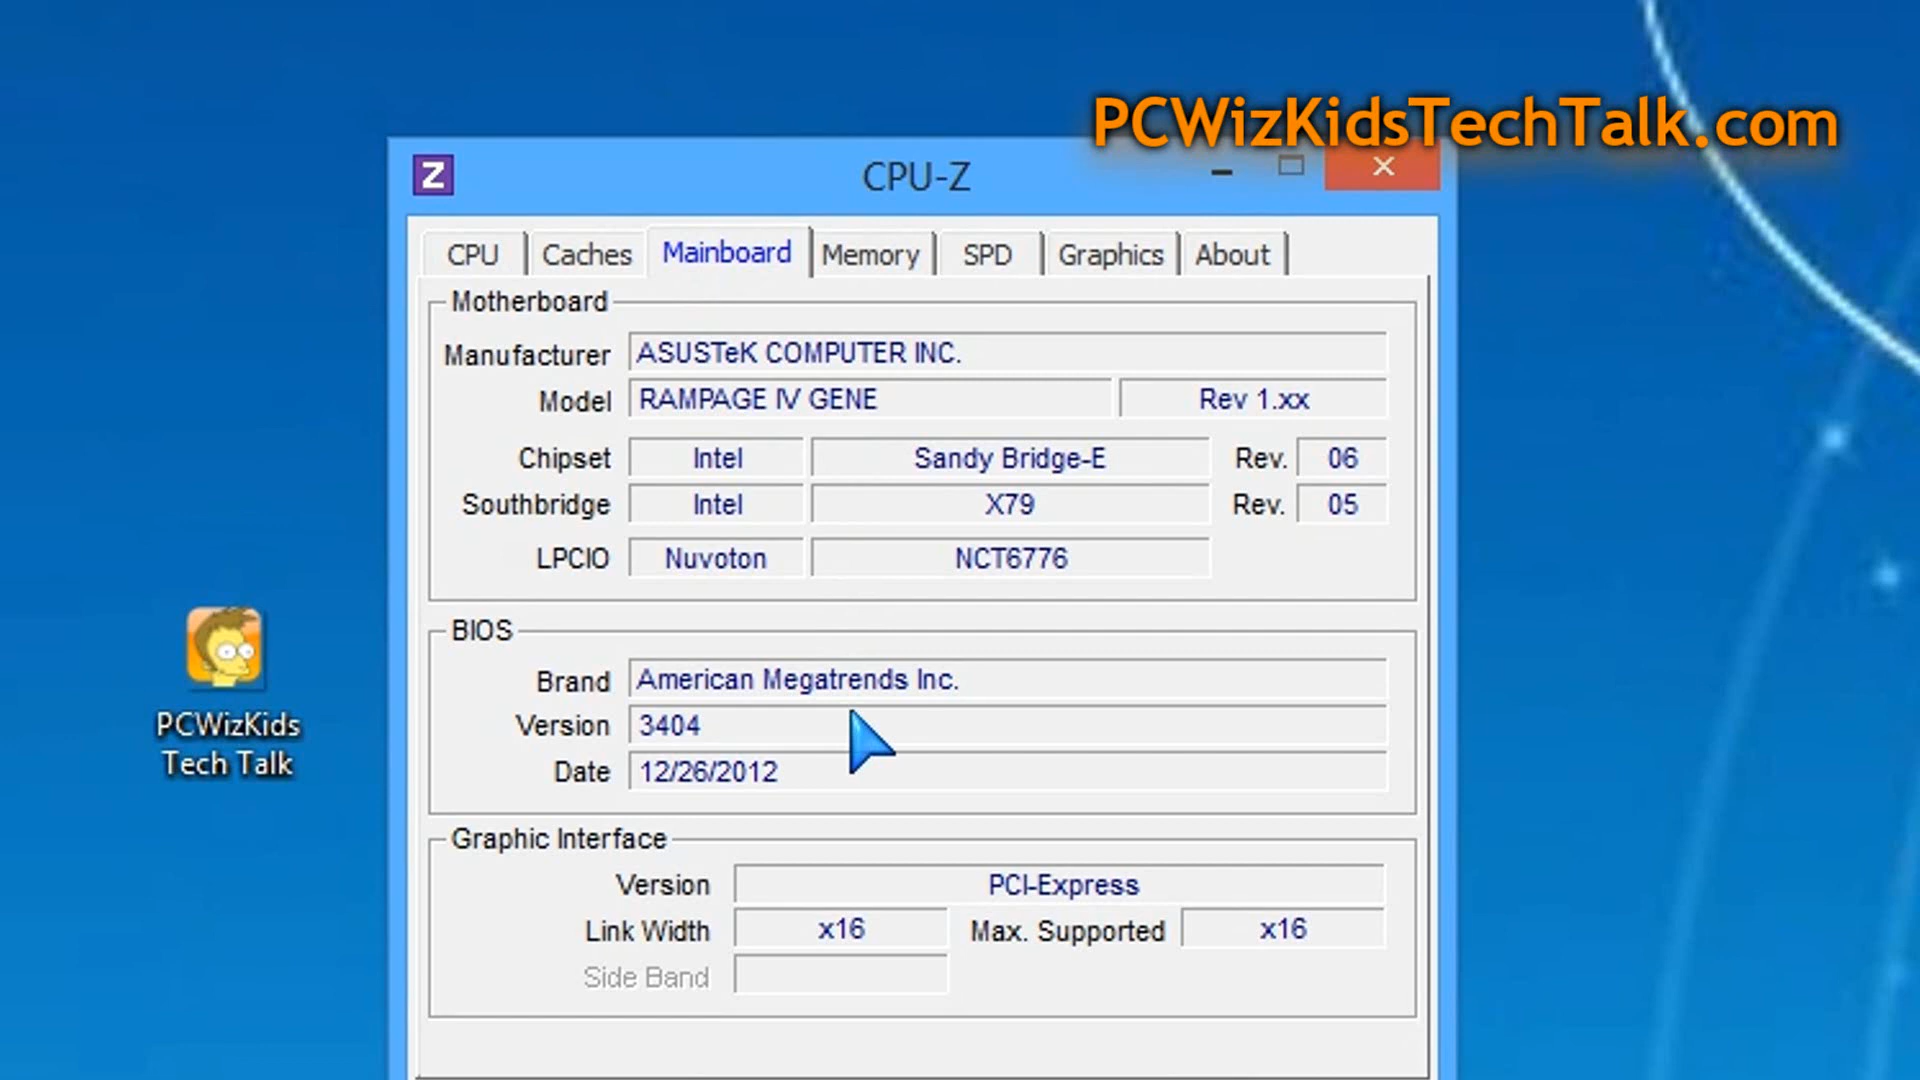 PCWizKidsTechTalk.com
Z
CPU-Z
CPU Caches Mainboard Memory SPD Graphics About
Motherboard
Manufacturer ASUSTeK COMPUTER INC.
Model RAMPAGE IV GENE Rev 1.xx
Chipset Intel Sandy Bridge-E Rev. 06
Southbridge Intel X79 Rev. 05
LPCIO Nuvoton NCT6776
BIOS
Brand American Megatrends Inc.
Version 3404
Date 12/26/2012
Graphic Interface
Version PCI-Express
Link Width x16 Max. Supported x16
Side Band
PCWizKids
Tech Talk